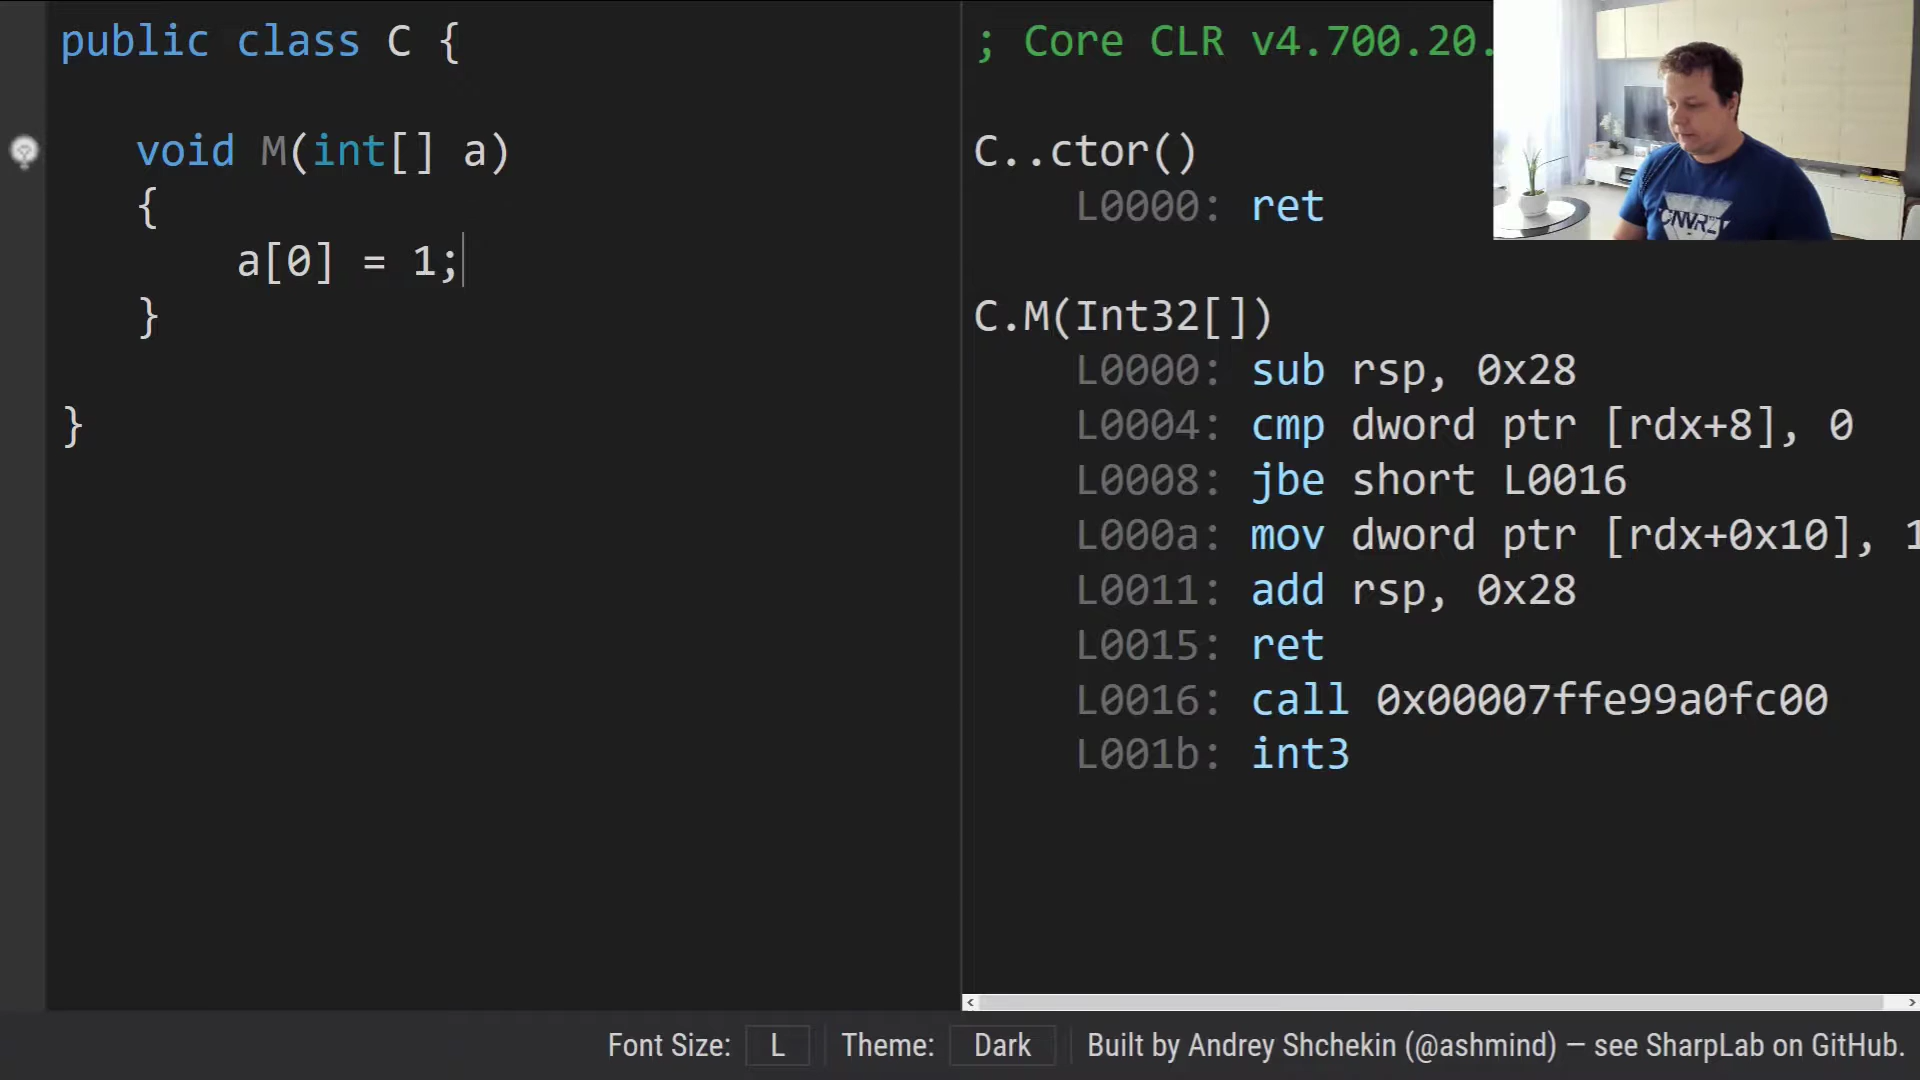 public class C {
void M(int[] a)
{
a[0] = 1;
}
}
; Core CLR v4.700.20.
C..ctor()
L0000: ret
C.M(Int32[])
L0000: sub rsp, 0x28
L0004: cmp dword ptr [rdx+8], 0
L0008: jbe short L0016
L000a: mov dword ptr [rdx+0x10], 1
L0011: add rsp, 0x28
L0015: ret
L0016: call 0x00007ffe99a0fc00
L001b: int3
CNVRZ
Font Size: L Theme: Dark Built by Andrey Shchekin (@ashmind) — see SharpLab on GitHub.